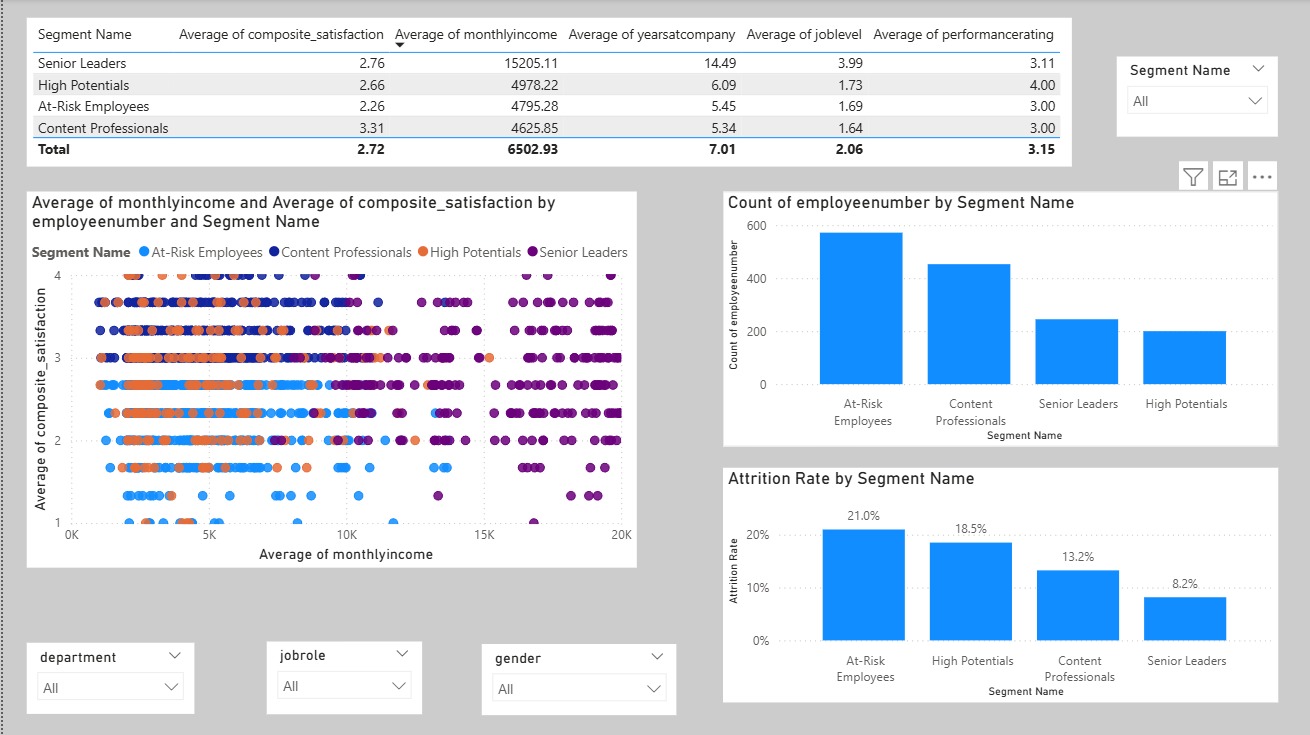 Segment Name Average of composite_satisfaction Average of monthlyincome Average of yearsatcompany Average of joblevel Average of performancerating
Senior Leaders 2.76 15205.11 14.49 3.99 3.11
High Potentials 2.66 4978.22 6.09 1.73 4.00
At-Risk Employees 2.26 4795.28 5.45 1.69 3.00
Content Professionals 3.31 4625.85 5.34 1.64 3.00
Total 2.72 6502.93 7.01 2.06 3.15
Segment Name
All
Average of monthlyincome and Average of composite_satisfaction by
employeenumber and Segment Name
Segment Name At-Risk Employees Content Professionals High Potentials Senior Leaders
Average of composite_satisfaction
4
3
2
1
0K 5K 10K 15K 20K
Average of monthlyincome
Count of employeenumber by Segment Name
Count of employeenumber
600
400
200
0
At-Risk
Employees
Content
Professionals
Senior Leaders
High Potentials
Segment Name
Attrition Rate by Segment Name
Attrition Rate
20%
10%
0%
21.0%
18.5%
13.2%
8.2%
At-Risk
Employees
High Potentials
Content
Professionals
Senior Leaders
Segment Name
department
All
jobrole
All
gender
All